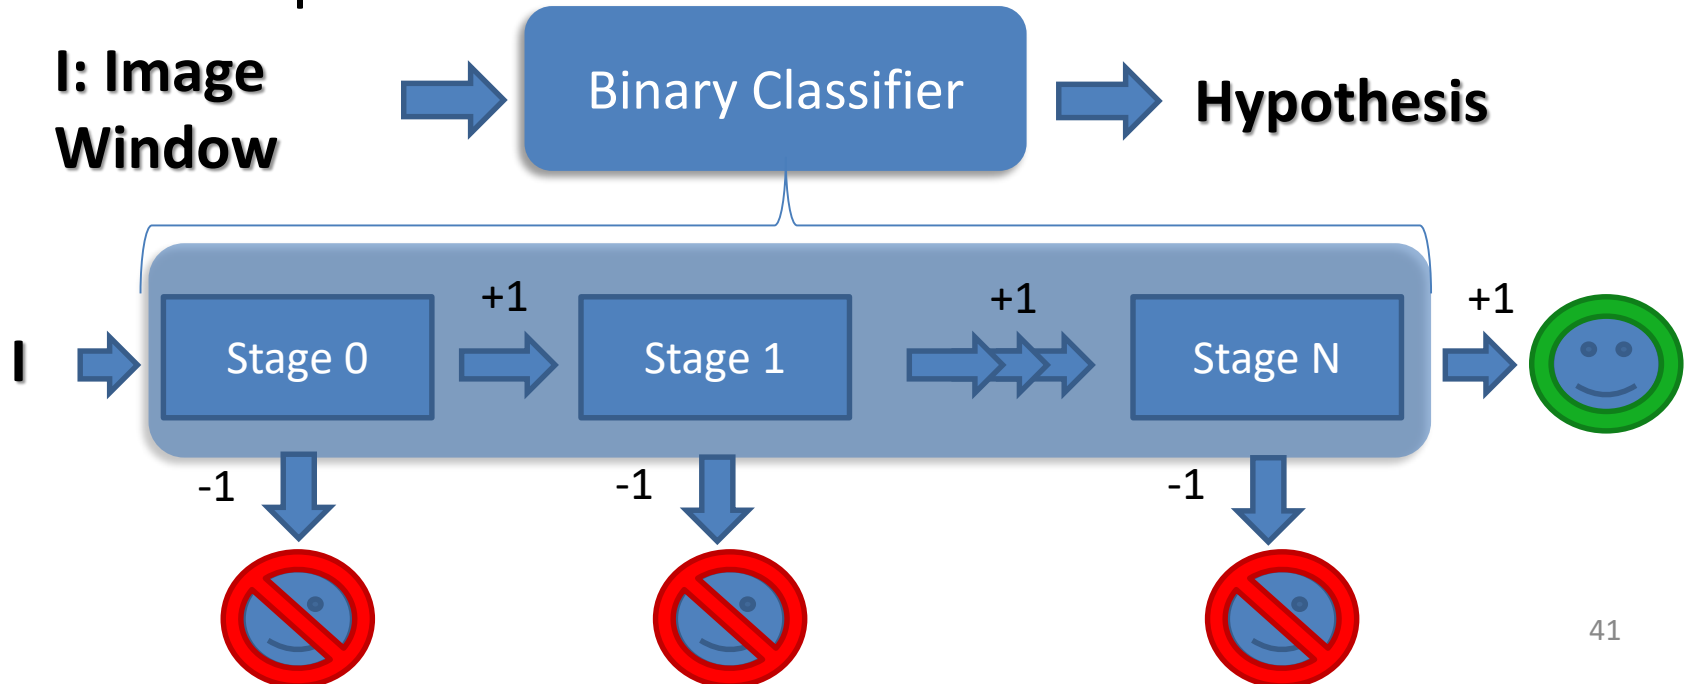 I: Image
Window
Binary Classifier
Hypothesis
+1
+1
+1
I
Stage 0
Stage 1
Stage N
-1
-1
-1
41